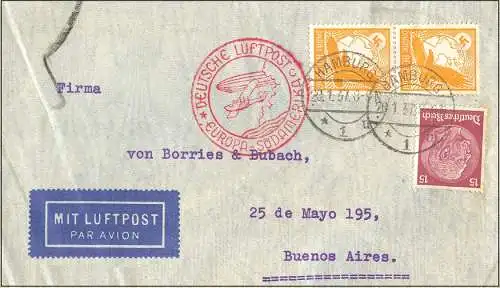 DEUTSCHE LUFTPOST
EUROPA-SÜDAMERIKA
HAMBURG
1
HAMBURG
1
Deutsches Reich
15
15
Firma
von Borries & Bubach,
MIT LUFTPOST
PAR AVION
25 de Mayo 195,
Buenos Aires.